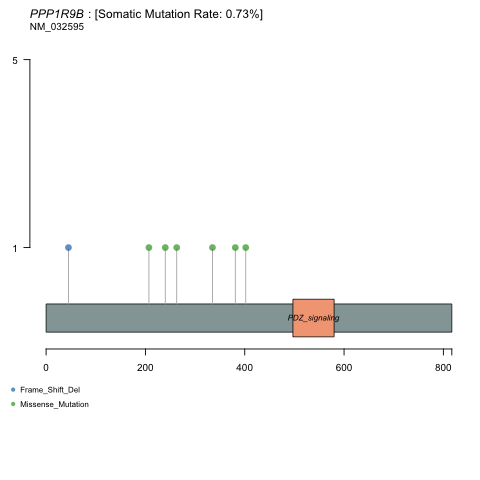 PPP1R9B : [Somatic Mutation Rate: 0.73%]
NM_032595
5
1
PDZ_signaling
0 200 400 600 800
Frame_Shift_Del
Missense_Mutation